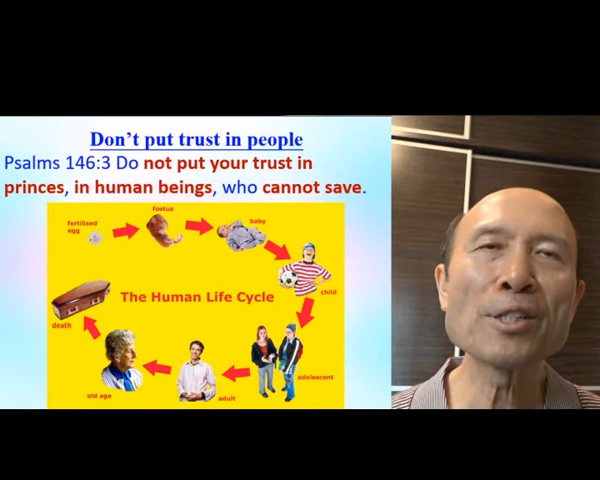 Don't put trust in people
Psalms 146:3 Do not put your trust in
princes, in human beings, who cannot save.
foetus
fertilised
egg
baby
The Human Life Cycle
child
death
adolescent
old age
adult